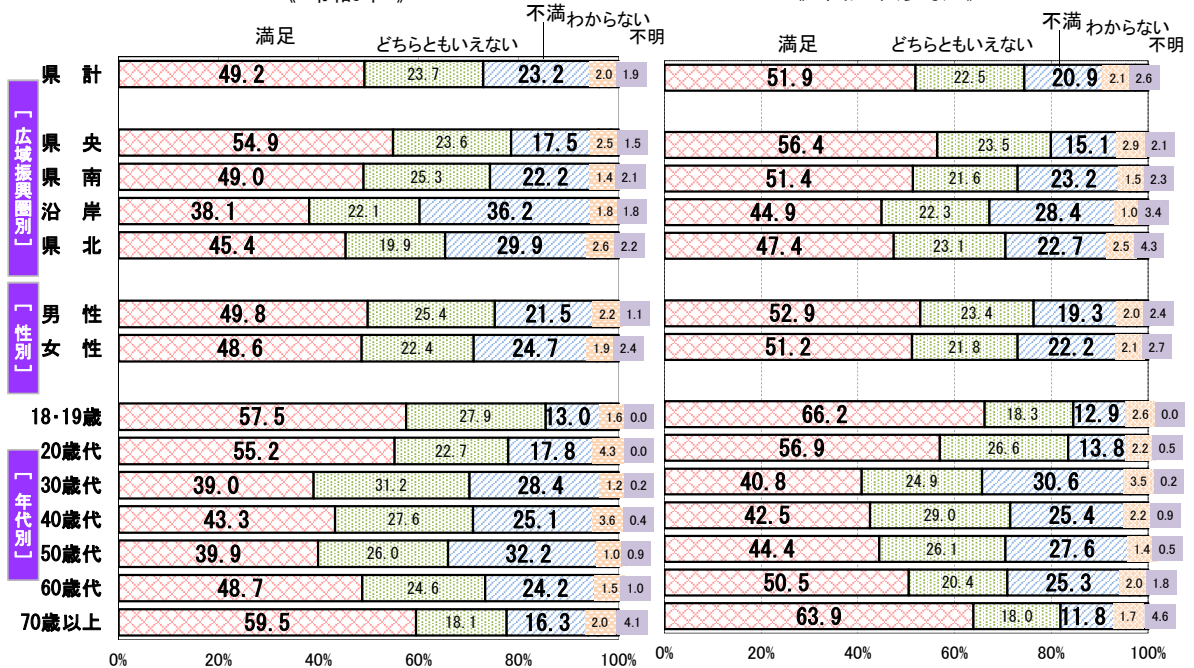 満足 どちらともいえない 不満 わからない 不明
満足 どちらともいえない 不満 わからない 不明
県 計 49.2 23.7 23.2 2.0 1.9 51.9 22.5 20.9 2.1 2.6
[広域振興圏別]
県 央 54.9 23.6 17.5 2.5 1.5 56.4 23.5 15.1 2.9 2.1
県 南 49.0 25.3 22.2 1.4 2.1 51.4 21.6 23.2 1.5 2.3
沿 岸 38.1 22.1 36.2 1.8 1.8 44.9 22.3 28.4 1.0 3.4
県 北 45.4 19.9 29.9 2.6 2.2 47.4 23.1 22.7 2.5 4.3
[性別]
男 性 49.8 25.4 21.5 2.2 1.1 52.9 23.4 19.3 2.0 2.4
女 性 48.6 22.4 24.7 1.9 2.4 51.2 21.8 22.2 2.1 2.7
[年代別]
18・19歳 57.5 27.9 13.0 1.6 0.0 66.2 18.3 12.9 2.6 0.0
20歳代 55.2 22.7 17.8 4.3 0.0 56.9 26.6 13.8 2.2 0.5
30歳代 39.0 31.2 28.4 1.2 0.2 40.8 24.9 30.6 3.5 0.2
40歳代 43.3 27.6 25.1 3.6 0.4 42.5 29.0 25.4 2.2 0.9
50歳代 39.9 26.0 32.2 1.0 0.9 44.4 26.1 27.6 1.4 0.5
60歳代 48.7 24.6 24.2 1.5 1.0 50.5 20.4 25.3 2.0 1.8
70歳以上 59.5 18.1 16.3 2.0 4.1 63.9 18.0 11.8 1.7 4.6
0% 20% 40% 60% 80% 100% 0% 20% 40% 60% 80% 100%